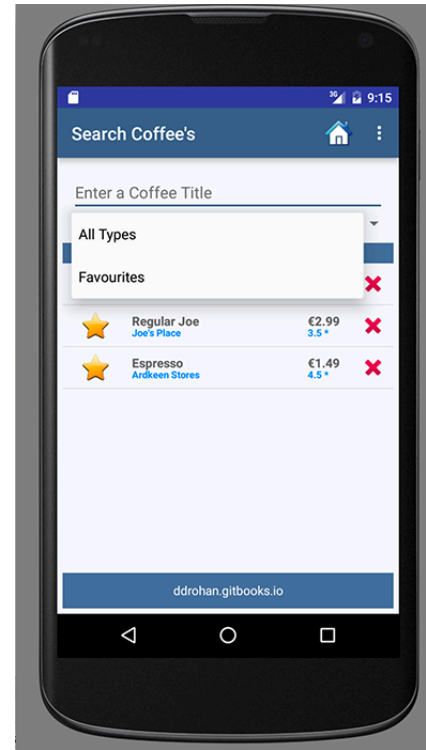 3G 9:15
Search Coffee's
Enter a Coffee Title
All Types
Favourites
Regular Joe €2.99
Joe's Place 3.5 *
Espresso €1.49
Ardkeen Stores 4.5 *
ddrohan.gitbooks.io